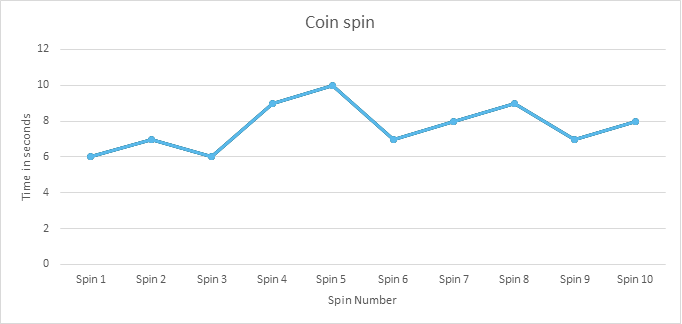 Coin spin
12
10
8
6
4
2
0
Time in seconds
Spin 1 Spin 2 Spin 3 Spin 4 Spin 5 Spin 6 Spin 7 Spin 8 Spin 9 Spin 10
Spin Number